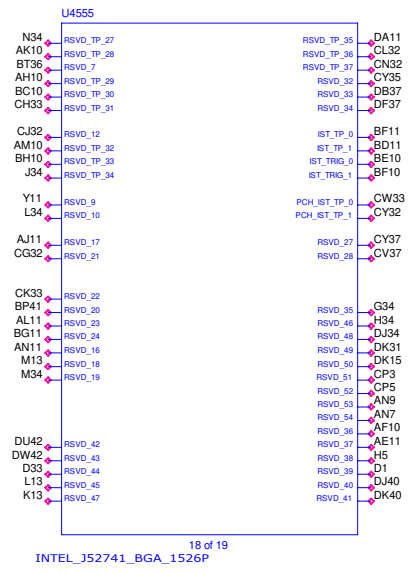 U4555
N34 RSVD_TP_27 RSVD_TP_35 DA11
AK10 RSVD_TP_28 RSVD_TP_36 CL32
BT36 RSVD_7 RSVD_TP_37 CN32
AH10 RSVD_TP_29 RSVD_32 CY35
BC10 RSVD_TP_30 RSVD_33 DB37
CH33 RSVD_TP_31 RSVD_34 DF37
CJ32 RSVD_12 IST_TP_0 BF11
AM10 RSVD_TP_32 IST_TP_1 BD11
BH10 RSVD_TP_33 IST_TRIG_0 BE10
J34 RSVD_TP_34 IST_TRIG_1 BF10
Y11 RSVD_9 PCH_IST_TP_0 CW33
L34 RSVD_10 PCH_IST_TP_1 CY32
AJ11 RSVD_17 RSVD_27 CY37
CG32 RSVD_21 RSVD_28 CV37
CK33 RSVD_22
BP41 RSVD_20 RSVD_35 G34
AL11 RSVD_23 RSVD_46 H34
BG11 RSVD_24 RSVD_48 DJ34
AN11 RSVD_16 RSVD_49 DK31
M13 RSVD_18 RSVD_50 DK15
M34 RSVD_19 RSVD_51 CP3
RSVD_52 CP5
RSVD_53 AN9
RSVD_54 AN7
RSVD_36 AF10
DU42 RSVD_42 RSVD_37 AE11
DW42 RSVD_43 RSVD_38 H5
D33 RSVD_44 RSVD_39 D1
L13 RSVD_45 RSVD_40 DJ40
K13 RSVD_47 RSVD_41 DK40
18 of 19
INTEL_J52741_BGA_1526P